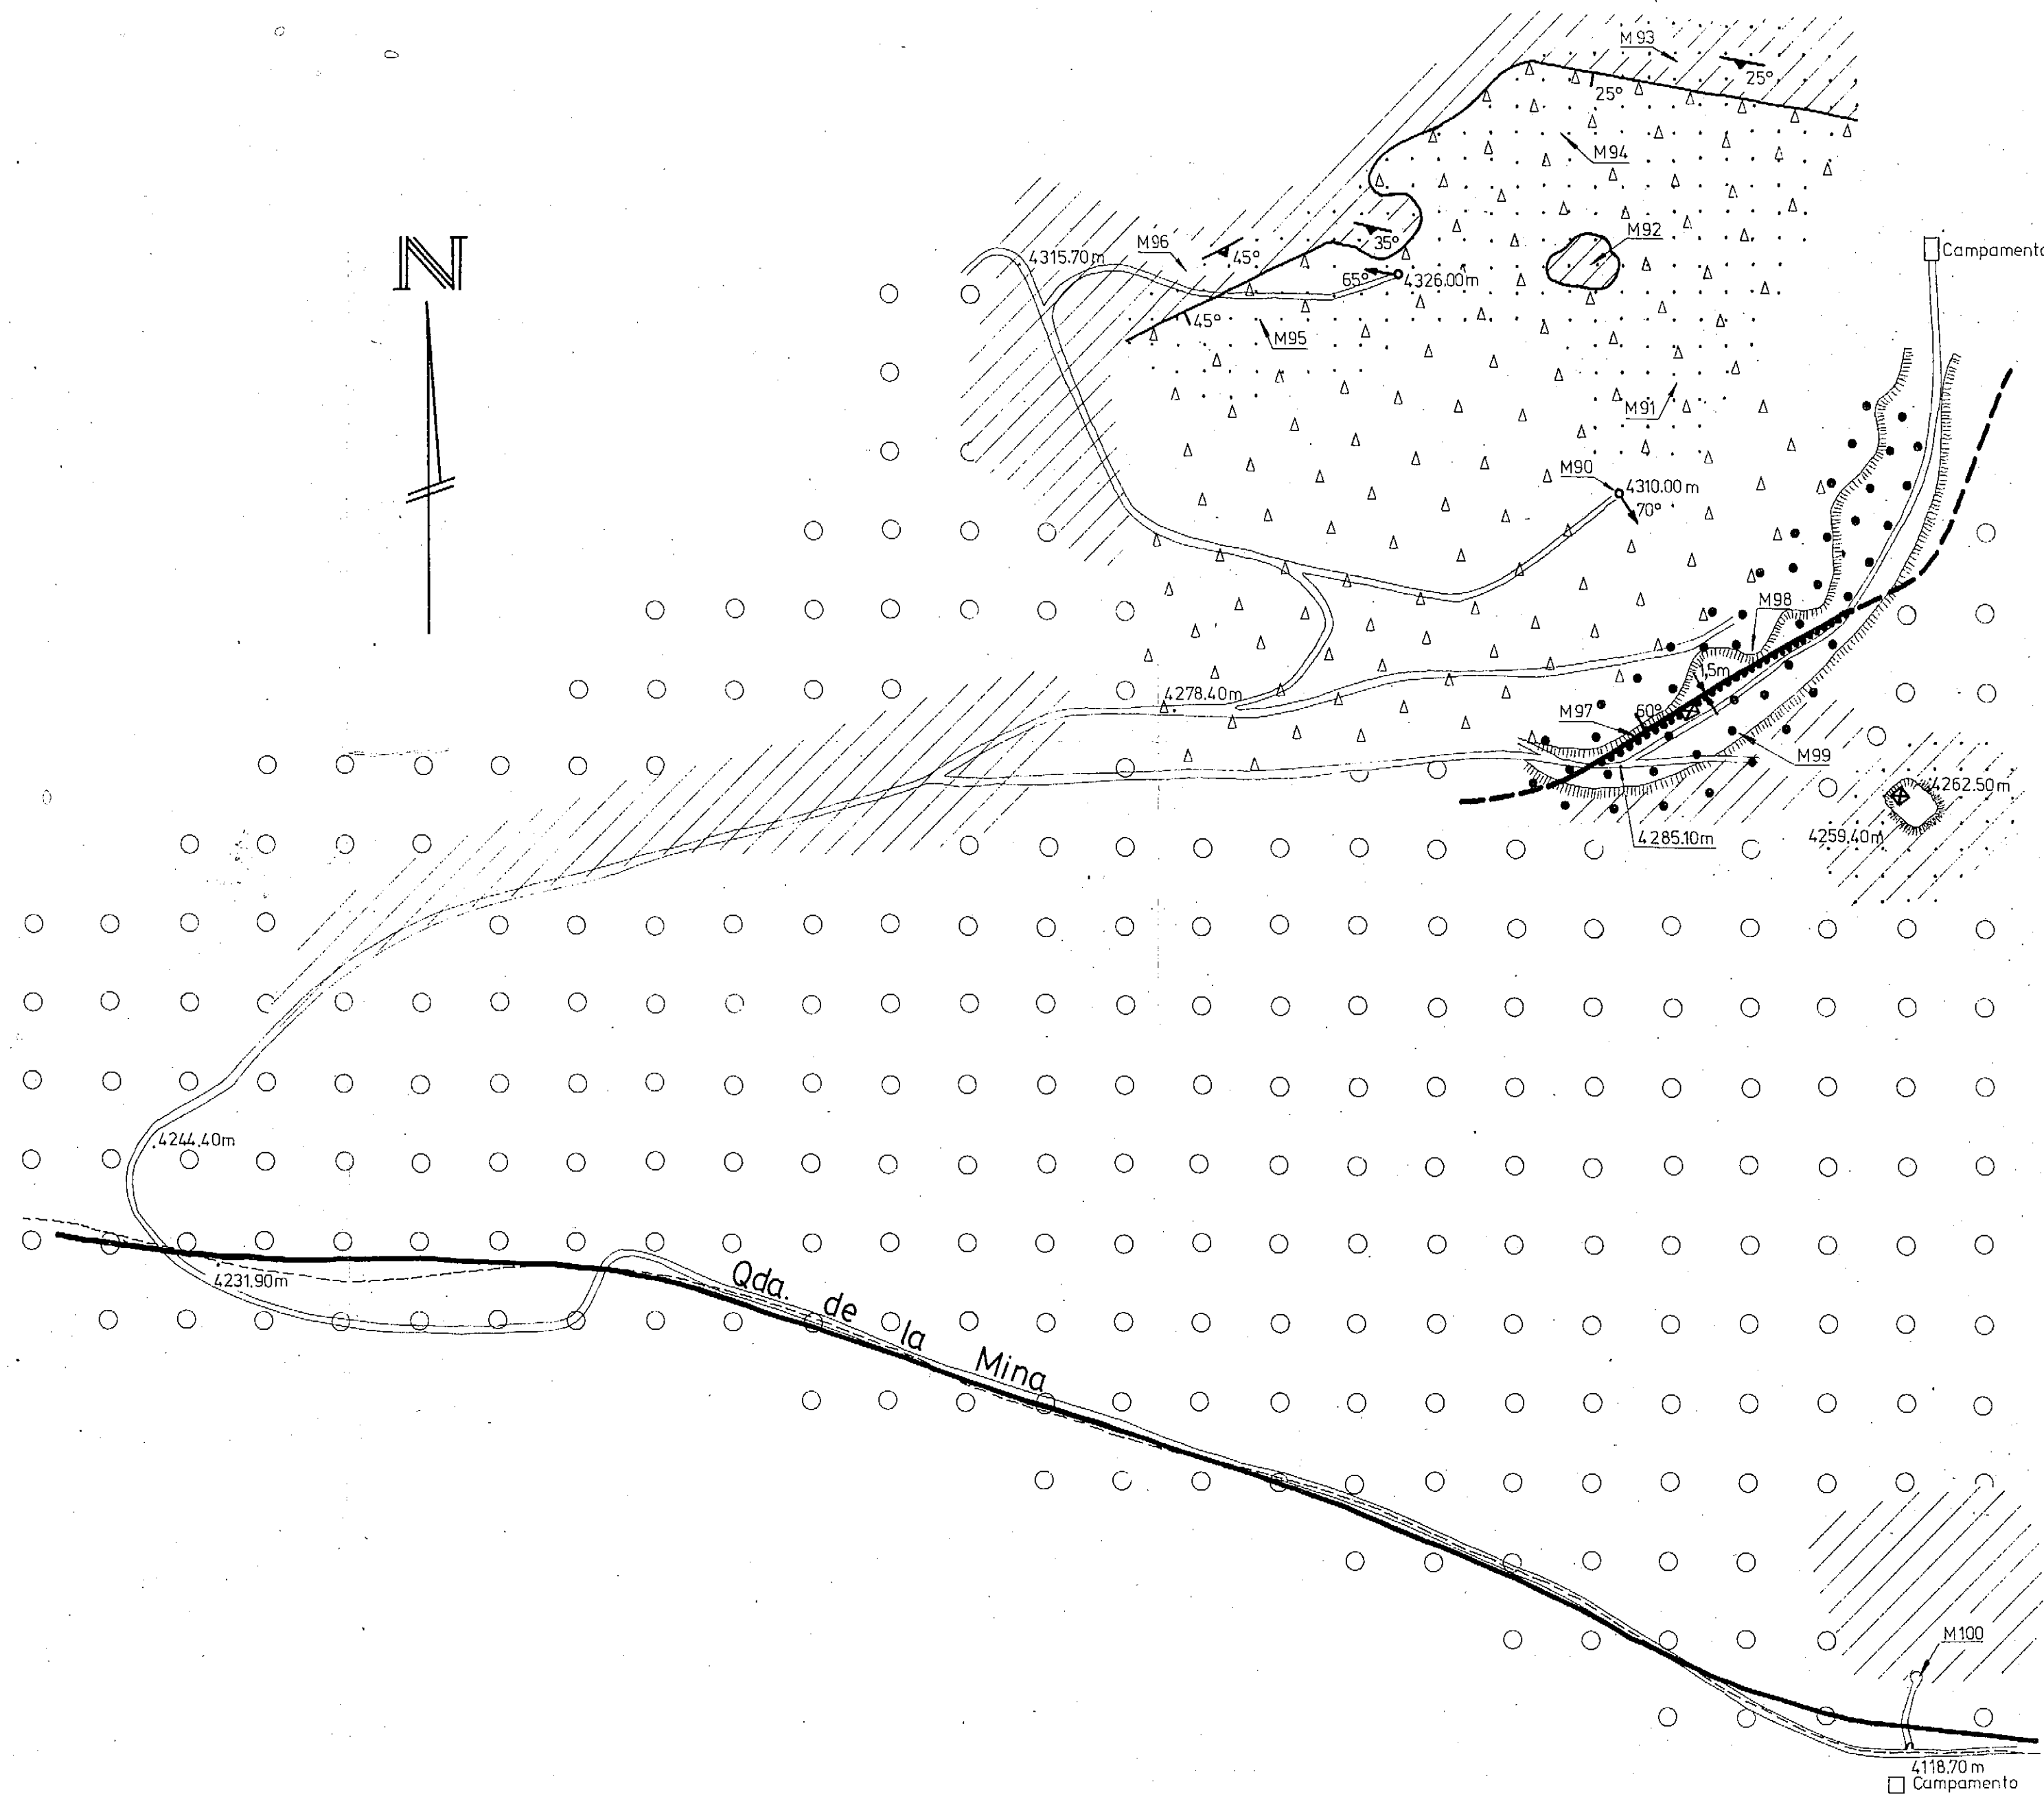 M93
25°
25°
M94
N
M96
4315.70m
45°
35°
M92
65°
4326.00m
Campamento
45°
M95
M91
M90
4310.00m
70°
M98
1,5m
4278.40m
60°
M97
M99
4262.50m
4285.10m
4259,40m
4244.40m
4231.90m
Qda. de la Mina
M100
4118.70m
Campamento